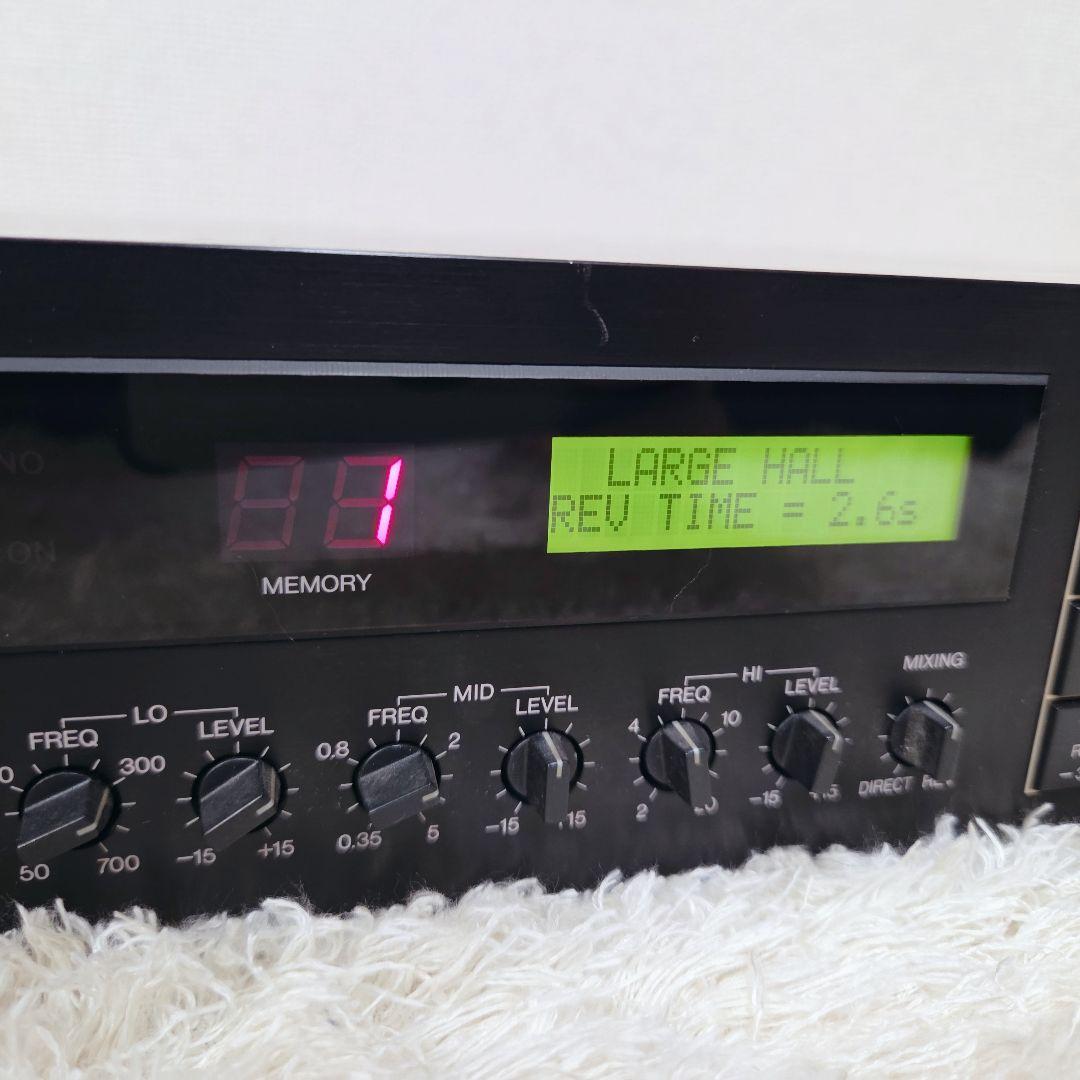 NO
ON
1
MEMORY
LARGE HALL
REV TIME = 2.6s
LO
FREQ
LEVEL
300
50
700
-15
+15
MID
FREQ
LEVEL
0.8
2
0.35
5
-15
15
HI
FREQ
LEVEL
4
10
2
-15
MIXING
DIRECT